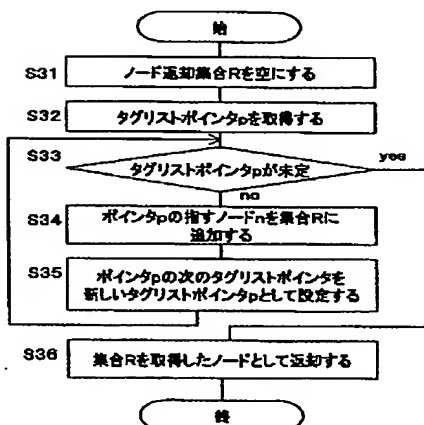 始
S31
ノード返却集合Rを空にする
S32
タグリストポインタpを取得する
S33
タグリストポインタpが未定
yes
no
S34
ポインタpの指すノードnを集合Rに
追加する
S35
ポインタpの次のタグリストポインタを
新しいタグリストポインタpとして設定する
S36
集合Rを取得したノードとして返却する
終